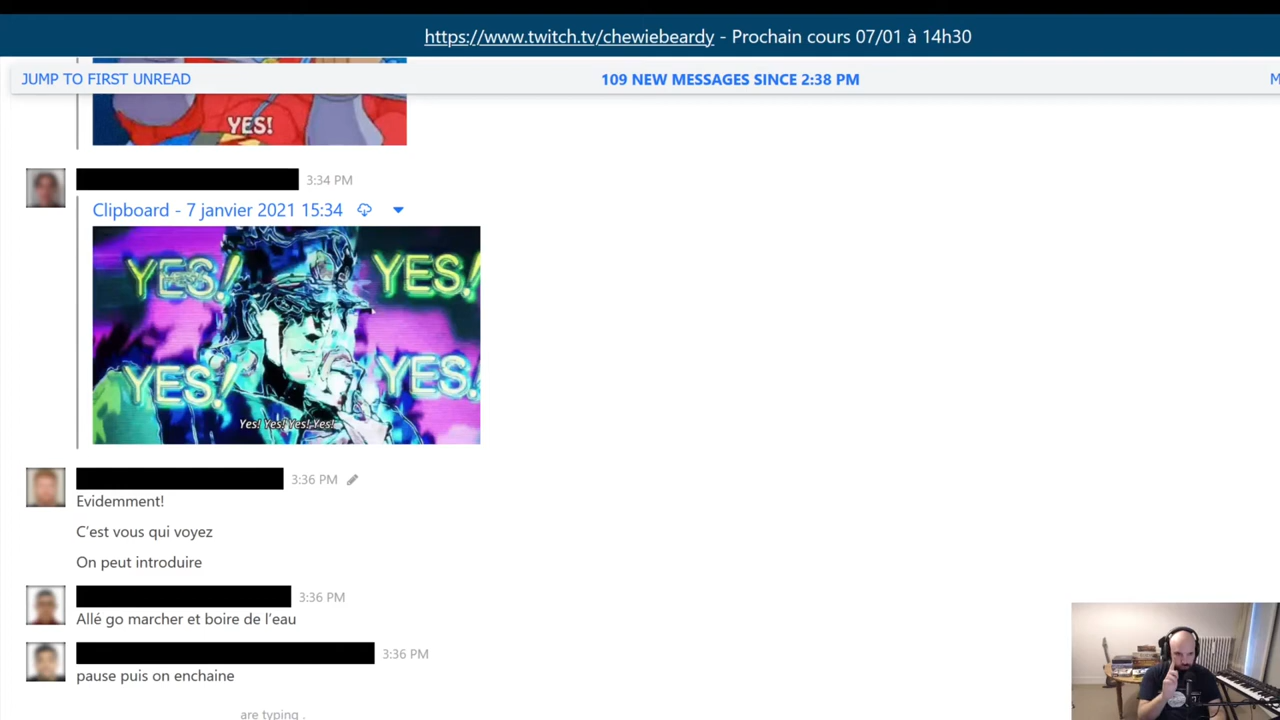 https://www.twitch.tv/chewiebeardy - Prochain cours 07/01 à 14h30
JUMP TO FIRST UNREAD
109 NEW MESSAGES SINCE 2:38 PM
M
YES!
3:34 PM
Clipboard - 7 janvier 2021 15:34
YES! YES!
YES! YES.
Yes! Yes! Yes! Yes!
3:36 PM
Evidemment!
C'est vous qui voyez
On peut introduire
3:36 PM
Allé go marcher et boire de l'eau
3:36 PM
pause puis on enchaine
are typing .